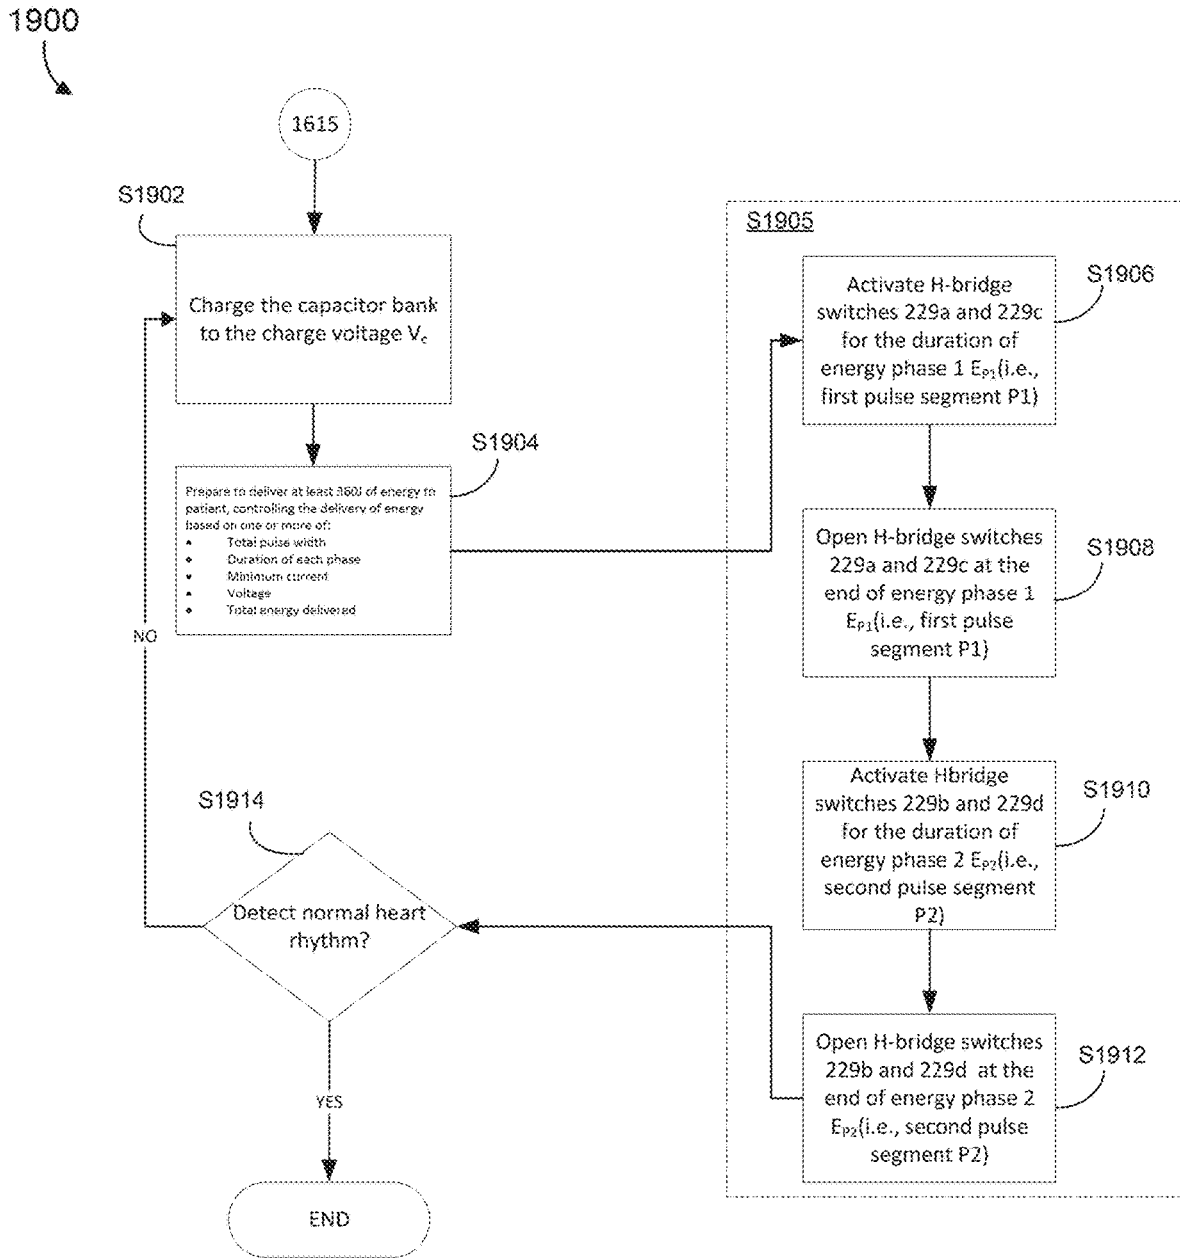 1900
1615
S1902
Charge the capacitor bank
to the charge voltage Vc
S1904
Prepare to deliver at least 360J of energy to
patient, controlling the delivery of energy
based on one or more of:
Total pulse width
Duration of each phase
Minimum current
Voltage
Total energy delivered
S1905
S1906
Activate H-bridge
switches 229a and 229c
for the duration of
energy phase 1 EP1(i.e.,
first pulse segment P1)
S1908
Open H-bridge switches
229a and 229c at the
end of energy phase 1
EP1(i.e., first pulse
segment P1)
S1910
Activate Hbridge
switches 229b and 229d
for the duration of
energy phase 2 EP2(i.e.,
second pulse segment
P2)
S1912
Open H-bridge switches
229b and 229d at the
end of energy phase 2
EP2(i.e., second pulse
segment P2)
S1914
Detect normal heart
rhythm?
NO
YES
END